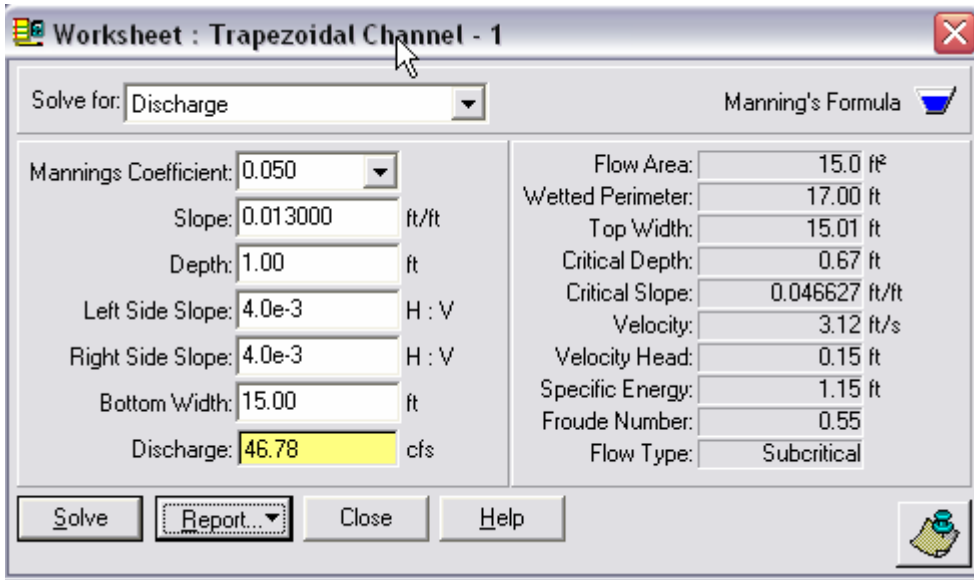 Worksheet : Trapezoidal Channel - 1
Solve for: Discharge
Manning's Formula
Mannings Coefficient: 0.050
Slope: 0.013000 ft/ft
Depth: 1.00 ft
Left Side Slope: 4.0e-3 H : V
Right Side Slope: 4.0e-3 H : V
Bottom Width: 15.00 ft
Discharge: 46.78 cfs
Flow Area: 15.0 ft²
Wetted Perimeter: 17.00 ft
Top Width: 15.01 ft
Critical Depth: 0.67 ft
Critical Slope: 0.046627 ft/ft
Velocity: 3.12 ft/s
Velocity Head: 0.15 ft
Specific Energy: 1.15 ft
Froude Number: 0.55
Flow Type: Subcritical
Solve Report... Close Help